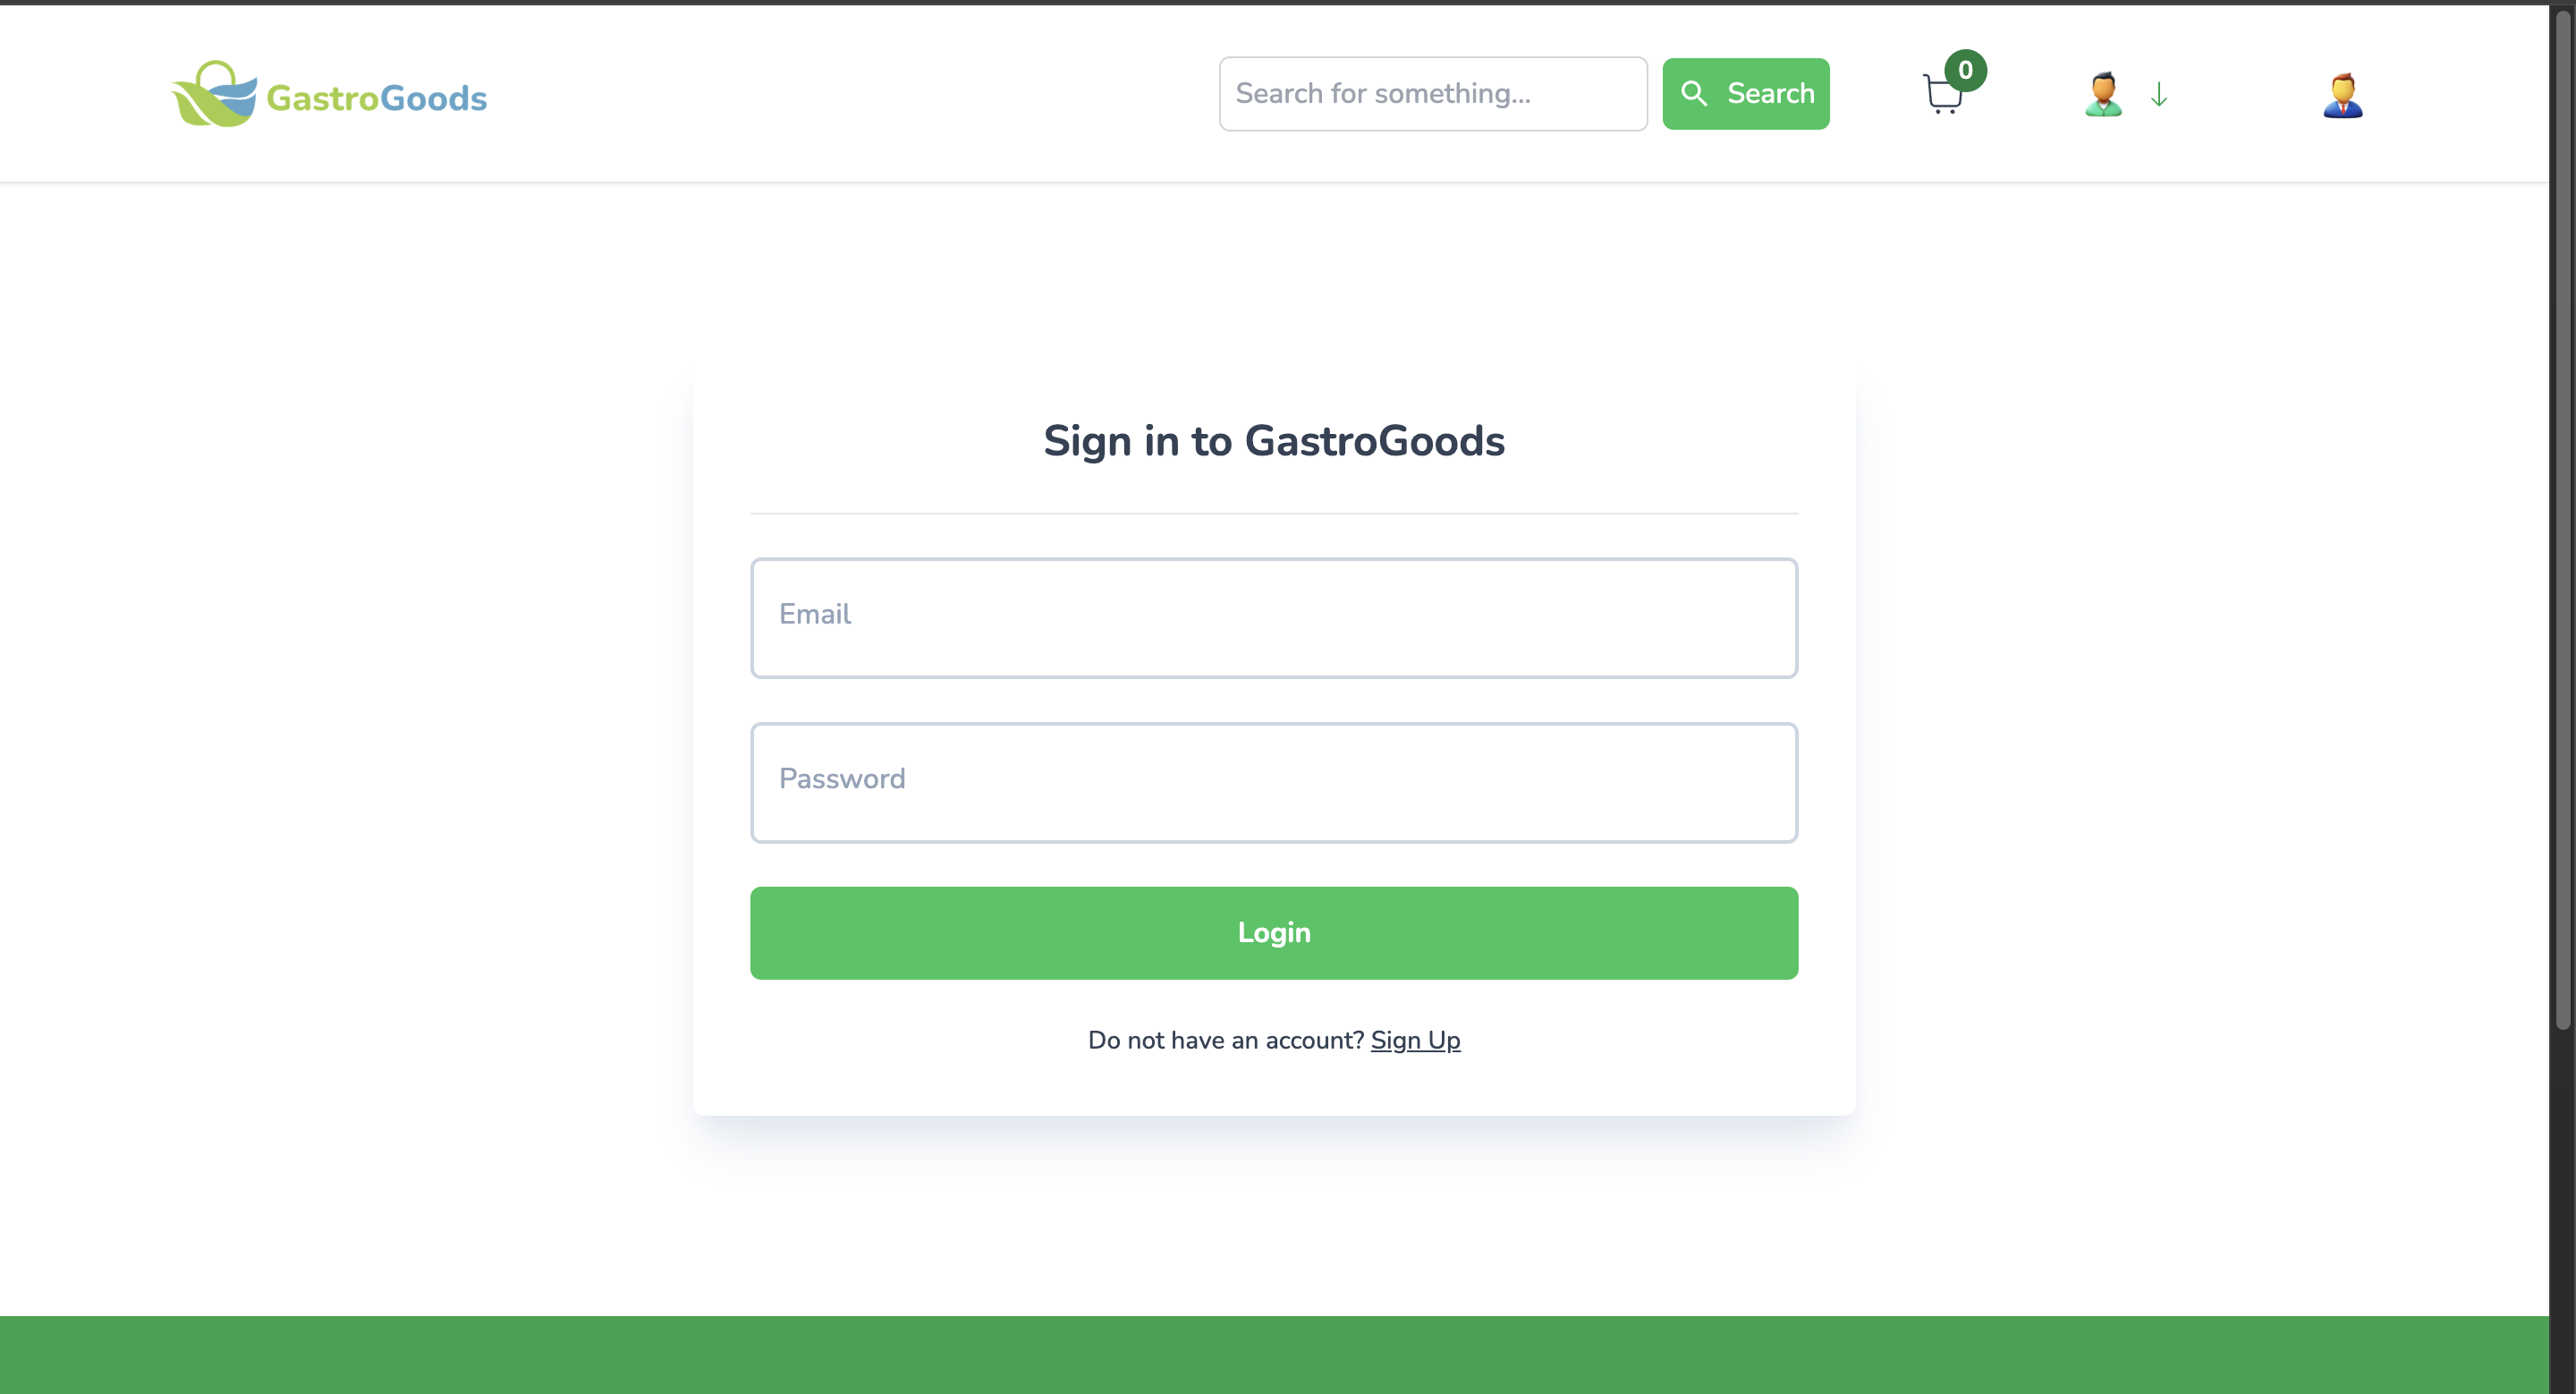 GastroGoods
Search for something...
Search
0
Sign in to GastroGoods
Email
Password
Login
Do not have an account? Sign Up